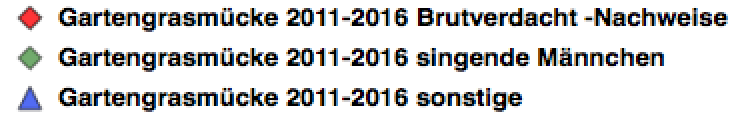 Gartengrasmücke 2011-2016 Brutverdacht -Nachweise
Gartengrasmücke 2011-2016 singende Männchen
Gartengrasmücke 2011-2016 sonstige